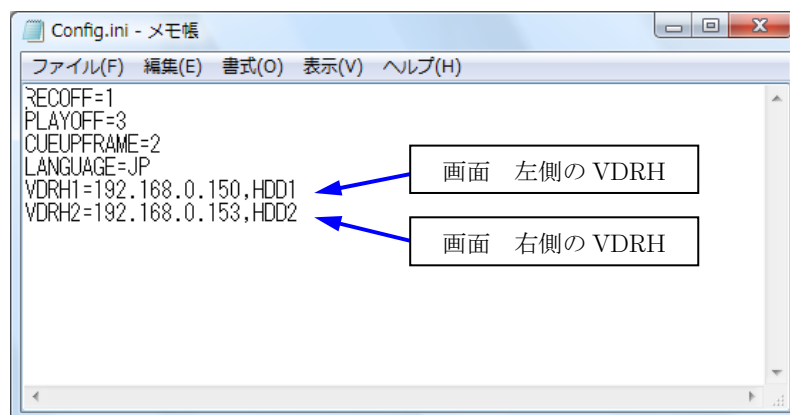 Config.ini - メモ帳
ファイル(F) 編集(E) 書式(O) 表示(V) ヘルプ(H)
RECOFF=1
PLAYOFF=3
CUEUPFRAME=2
LANGUAGE=JP
VDRH1=192.168.0.150,HDD1
VDRH2=192.168.0.153,HDD2
画面 左側の VDRH
画面 右側の VDRH